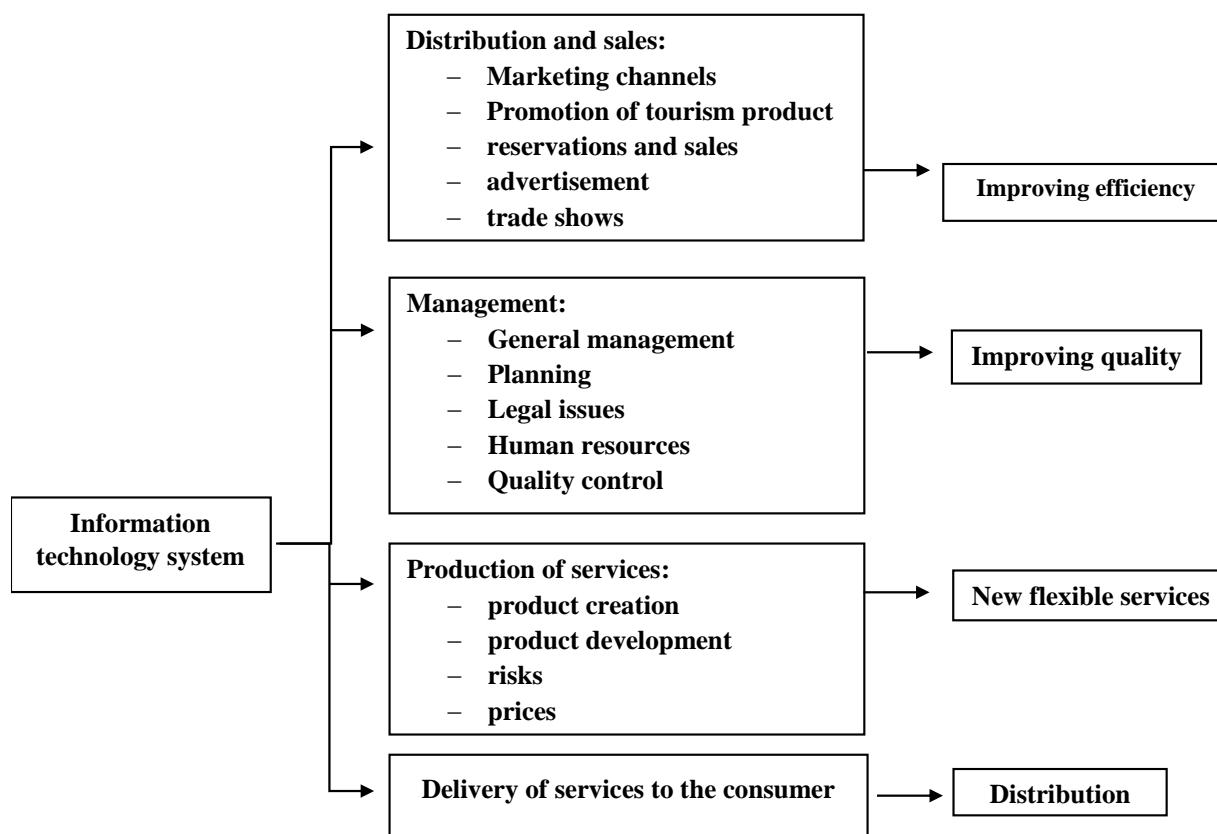 Distribution and sales:
– Marketing channels
– Promotion of tourism product
– reservations and sales
– advertisement
– trade shows
Improving efficiency
Management:
– General management
– Planning
– Legal issues
– Human resources
– Quality control
Improving quality
Information
technology system
Production of services:
– product creation
– product development
– risks
– prices
New flexible services
Delivery of services to the consumer
Distribution